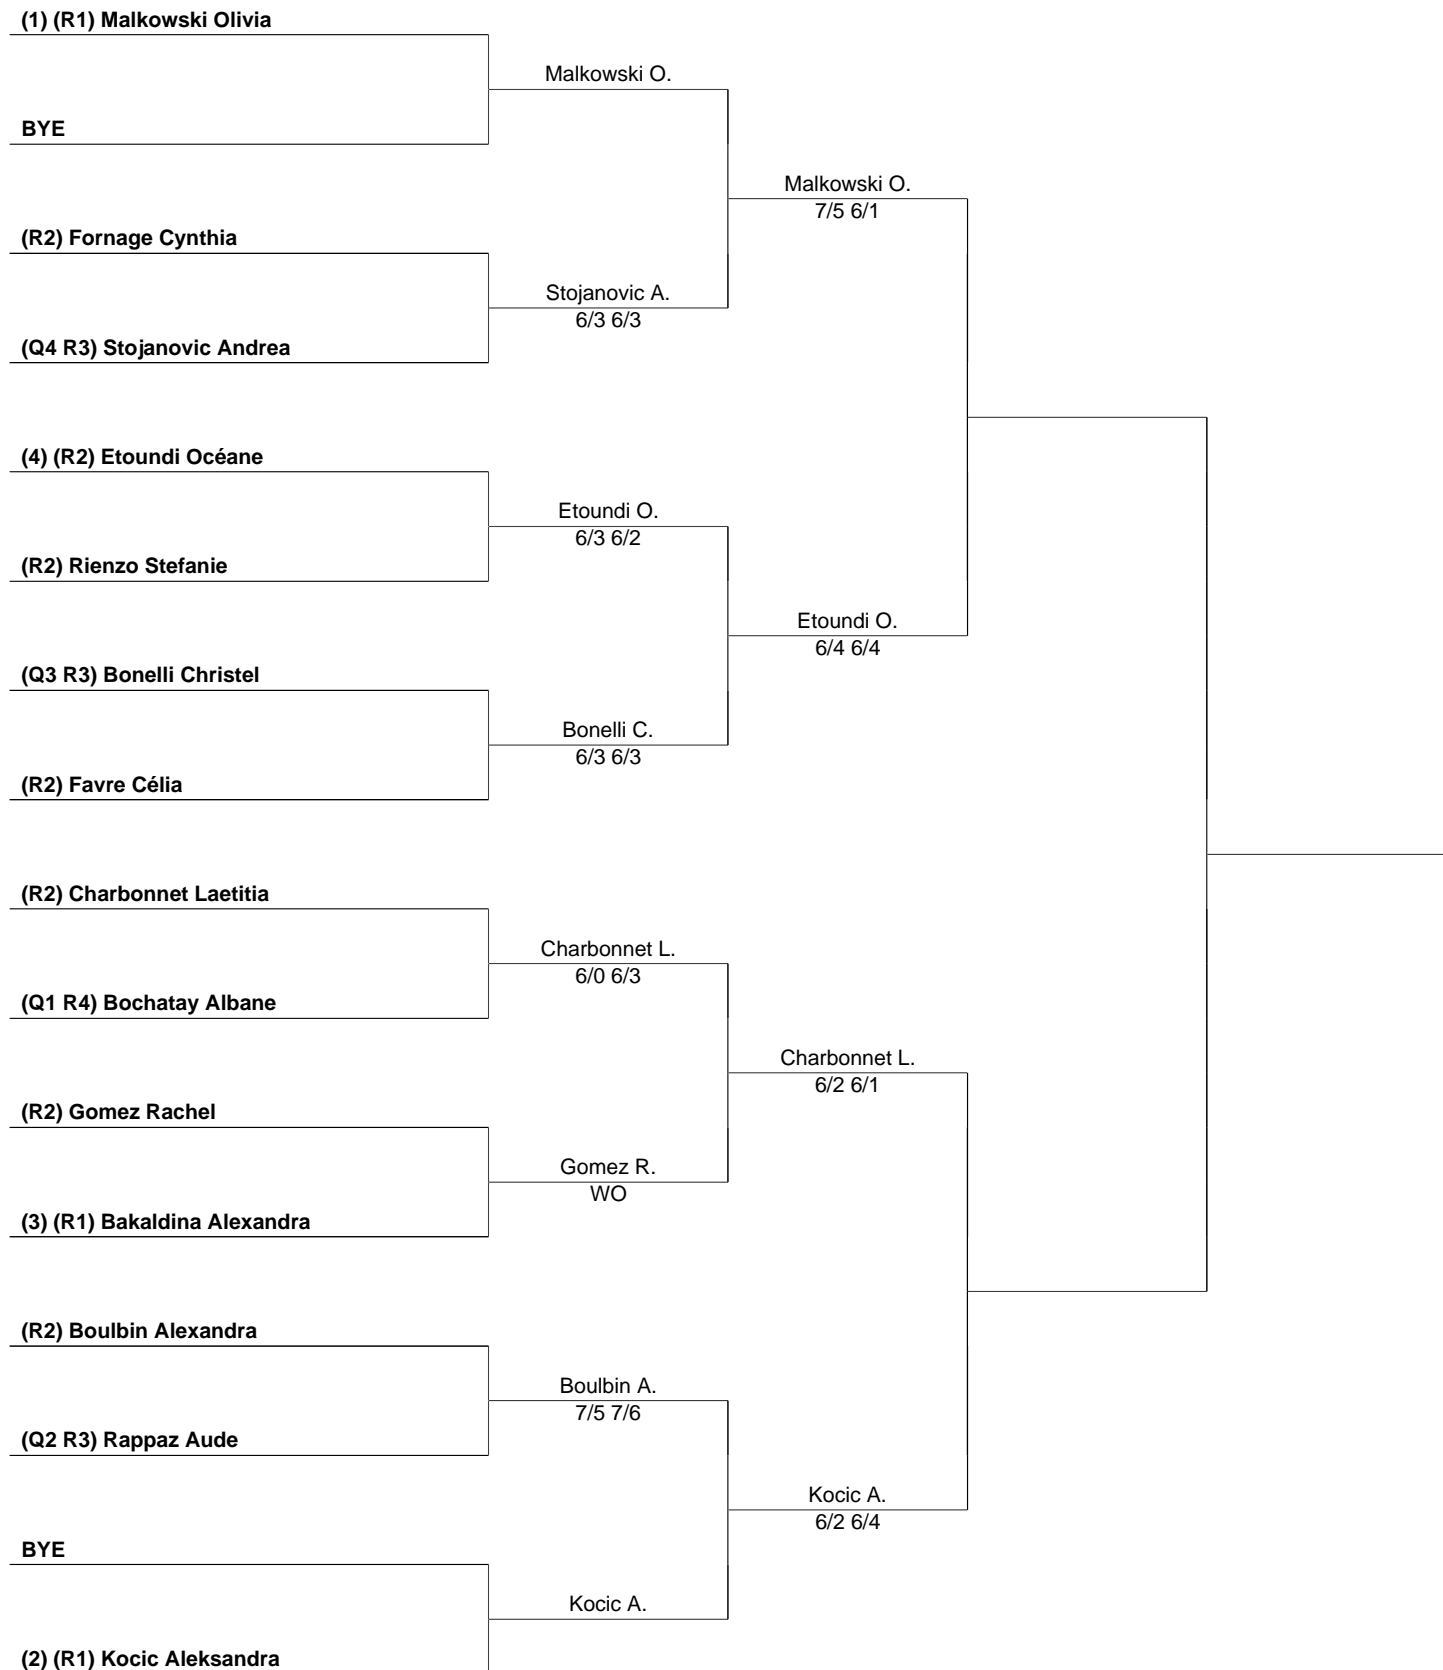 (1) (R1) Malkowski Olivia
Malkowski O.
BYE
Malkowski O.
7/5 6/1
(R2) Fornage Cynthia
Stojanovic A.
6/3 6/3
(Q4 R3) Stojanovic Andrea
(4) (R2) Etoundi Océane
Etoundi O.
6/3 6/2
(R2) Rienzo Stefanie
Etoundi O.
6/4 6/4
(Q3 R3) Bonelli Christel
Bonelli C.
6/3 6/3
(R2) Favre Célia
(R2) Charbonnet Laetitia
Charbonnet L.
6/0 6/3
(Q1 R4) Bochatay Albane
Charbonnet L.
6/2 6/1
(R2) Gomez Rachel
Gomez R.
WO
(3) (R1) Bakaldina Alexandra
(R2) Boulbin Alexandra
Boulbin A.
7/5 7/6
(Q2 R3) Rappaz Aude
Kocic A.
6/2 6/4
BYE
Kocic A.
(2) (R1) Kocic Aleksandra